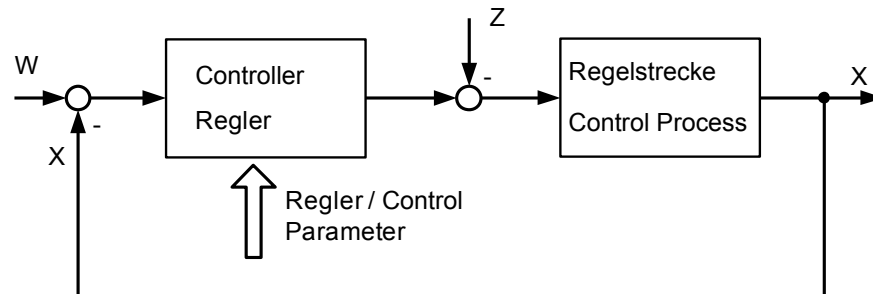 Z
W
Controller
Regler
-
Regelstrecke
Control Process
X
-
X
Regler / Control
Parameter